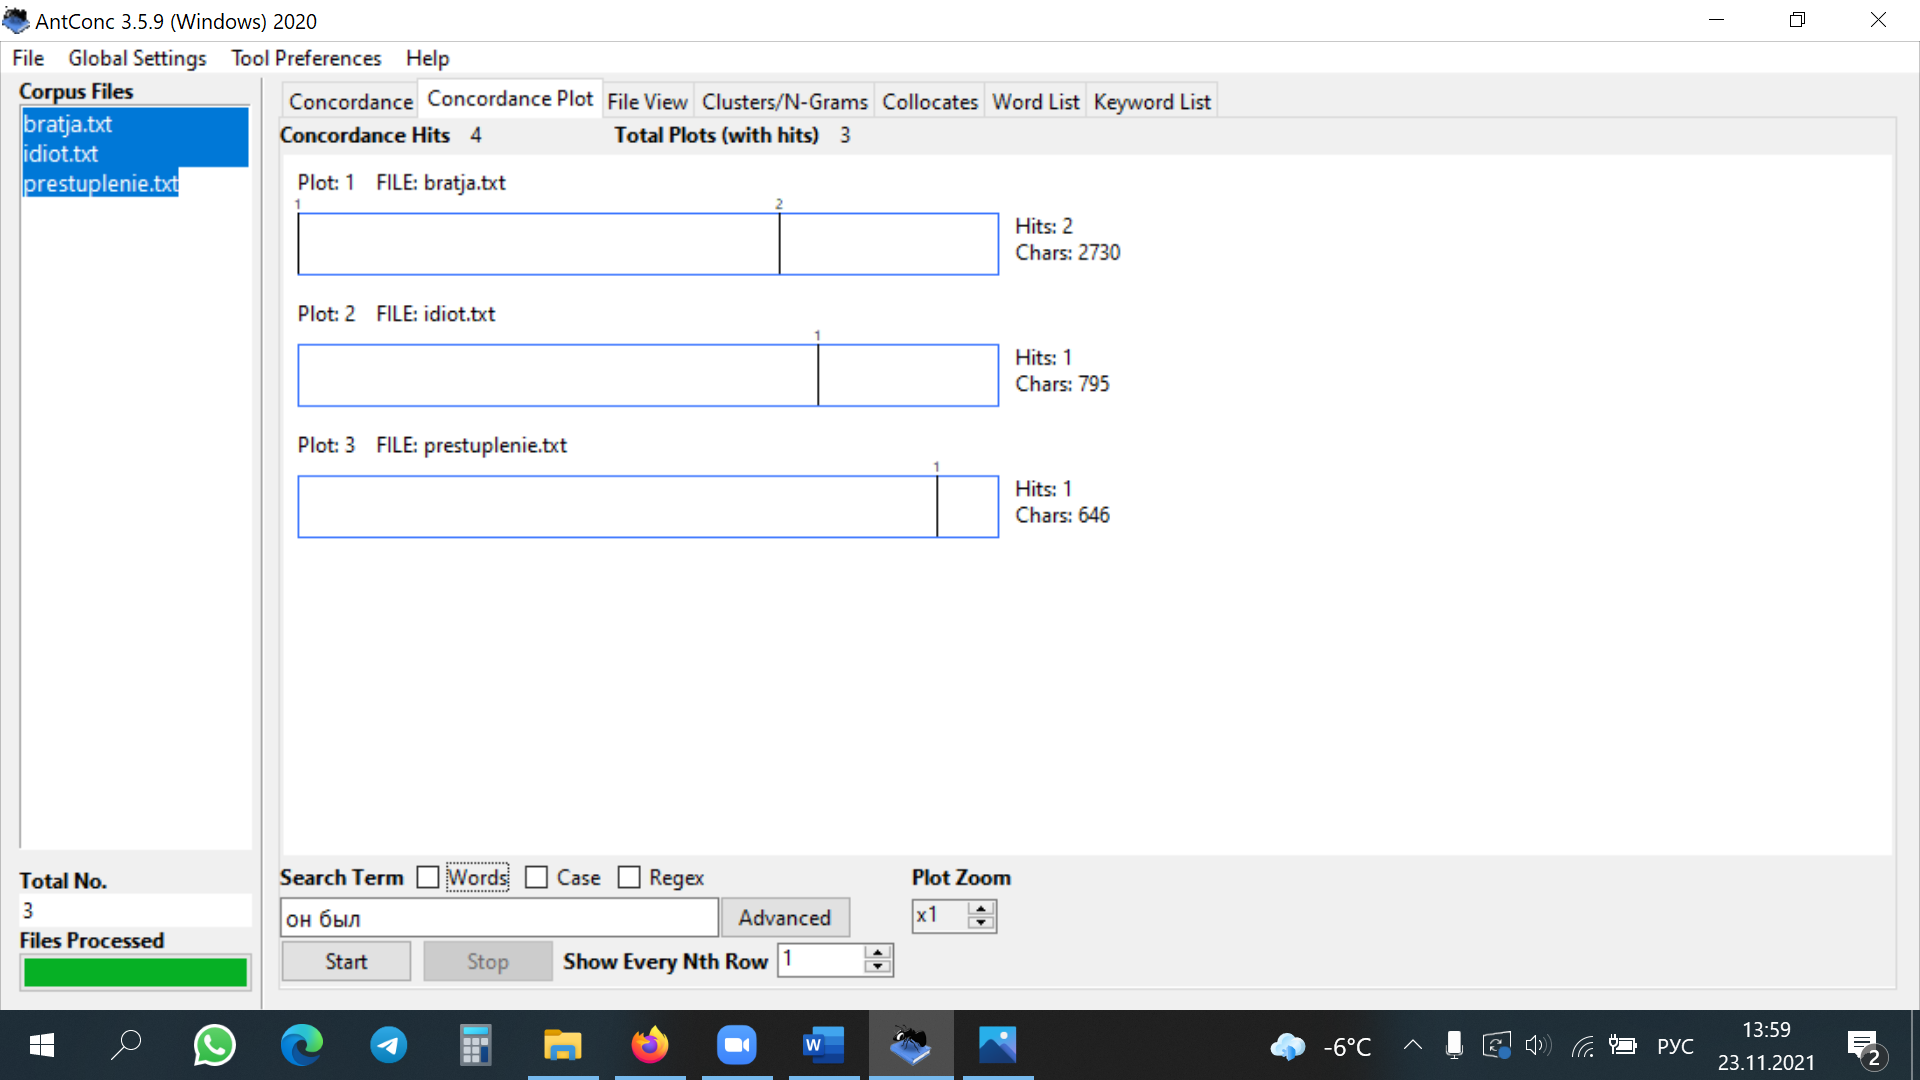 AntConc 3.5.9 (Windows) 2020
File Global Settings Tool Preferences Help
Corpus Files
bratja.txt
idiot.txt
prestuplenie.txt
Concordance Concordance Plot File View Clusters/N-Grams Collocates Word List Keyword List
Concordance Hits 4 Total Plots (with hits) 3
Plot: 1 FILE: bratja.txt
1 2
Hits: 2
Chars: 2730
Plot: 2 FILE: idiot.txt
1
Hits: 1
Chars: 795
Plot: 3 FILE: prestuplenie.txt
1
Hits: 1
Chars: 646
Total No.
3
Files Processed
Search Term Words Case Regex Plot Zoom
он был Advanced x1
Start Stop Show Every Nth Row 1
W
-6°C РУС 13:59
23.11.2021 2